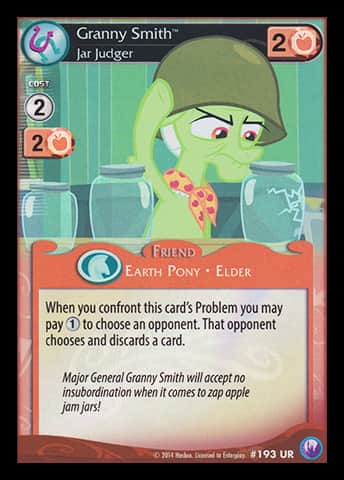 Granny Smith™
Jar Judger
2
COST
2
2
FRIEND
EARTH PONY • ELDER
When you confront this card's Problem you may
pay 1 to choose an opponent. That opponent
chooses and discards a card.
Major General Granny Smith will accept no
insubordination when it comes to zap apple
jam jars!
© 2014 Hasbro. Licensed to Enterplay. #193 UR